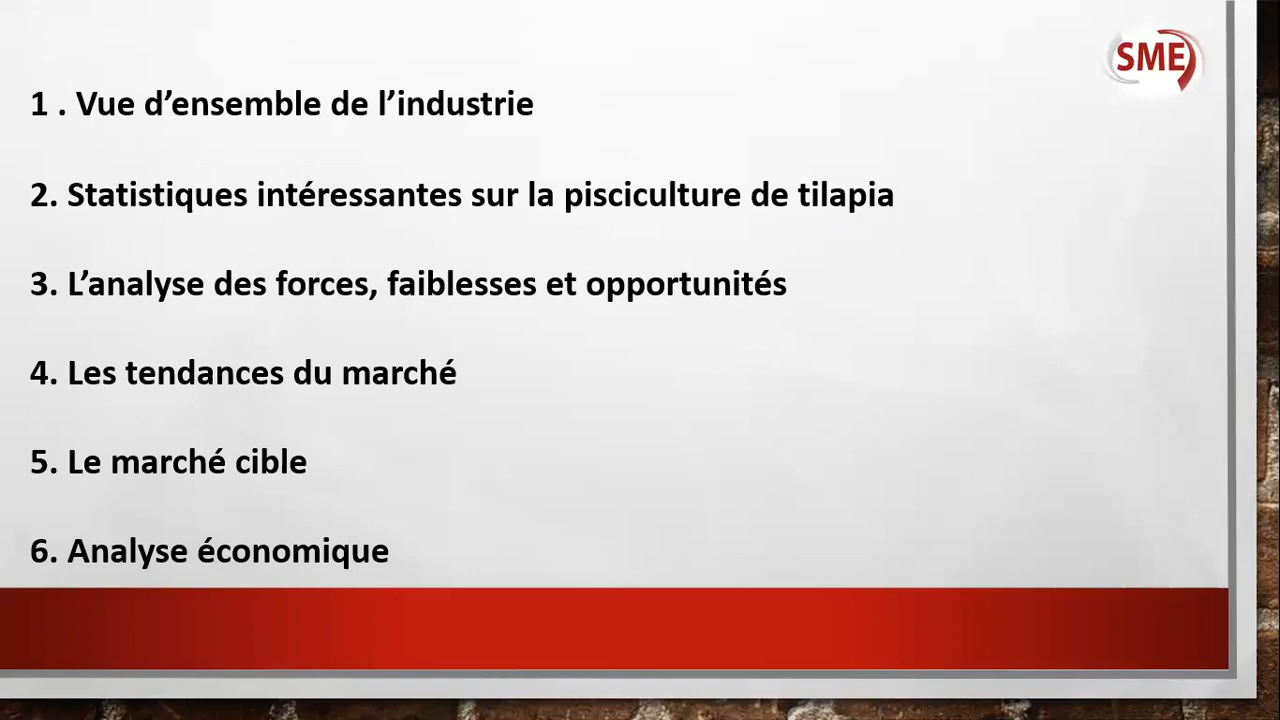 SME
1 . Vue d’ensemble de l’industrie
2. Statistiques intéressantes sur la pisciculture de tilapia
3. L’analyse des forces, faiblesses et opportunités
4. Les tendances du marché
5. Le marché cible
6. Analyse économique